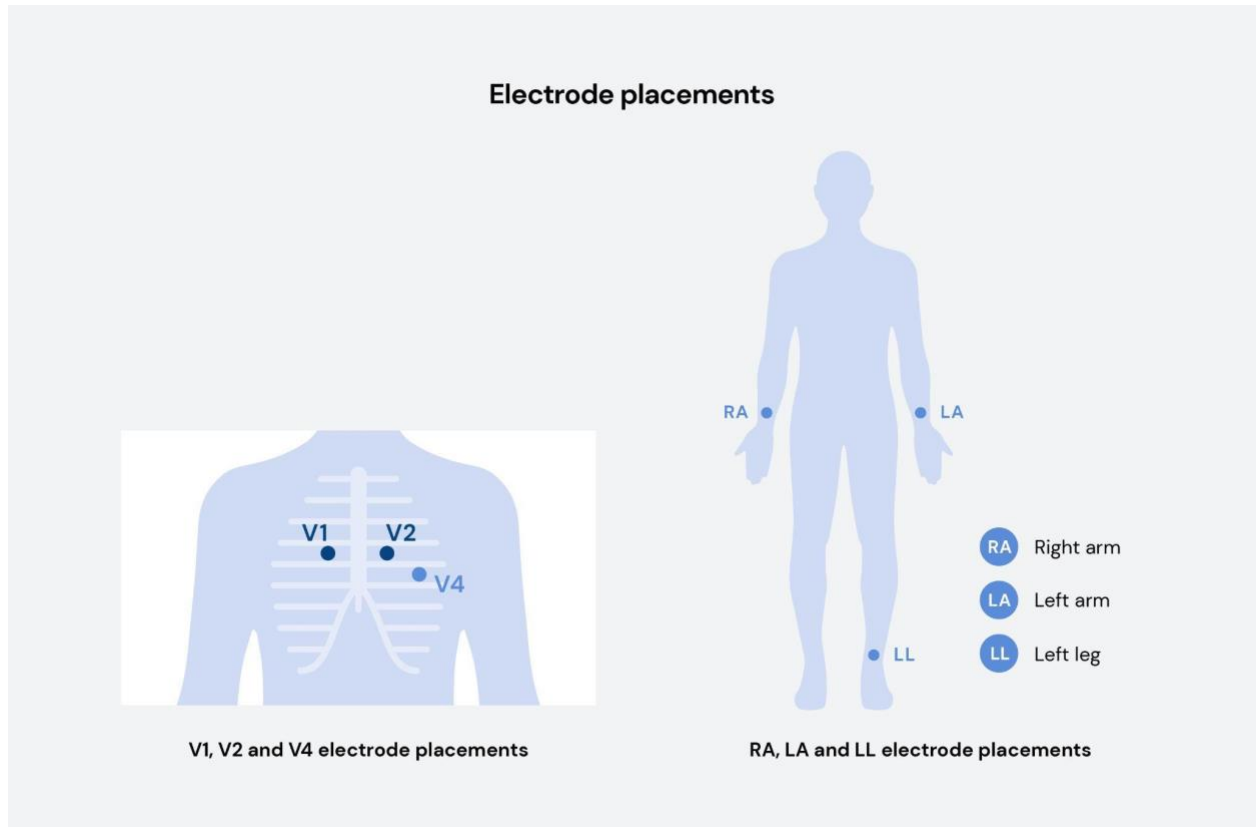 Electrode placements
V1
V2
V4
V1, V2 and V4 electrode placements
RA
LA
LL
RA Right arm
LA Left arm
LL Left leg
RA, LA and LL electrode placements